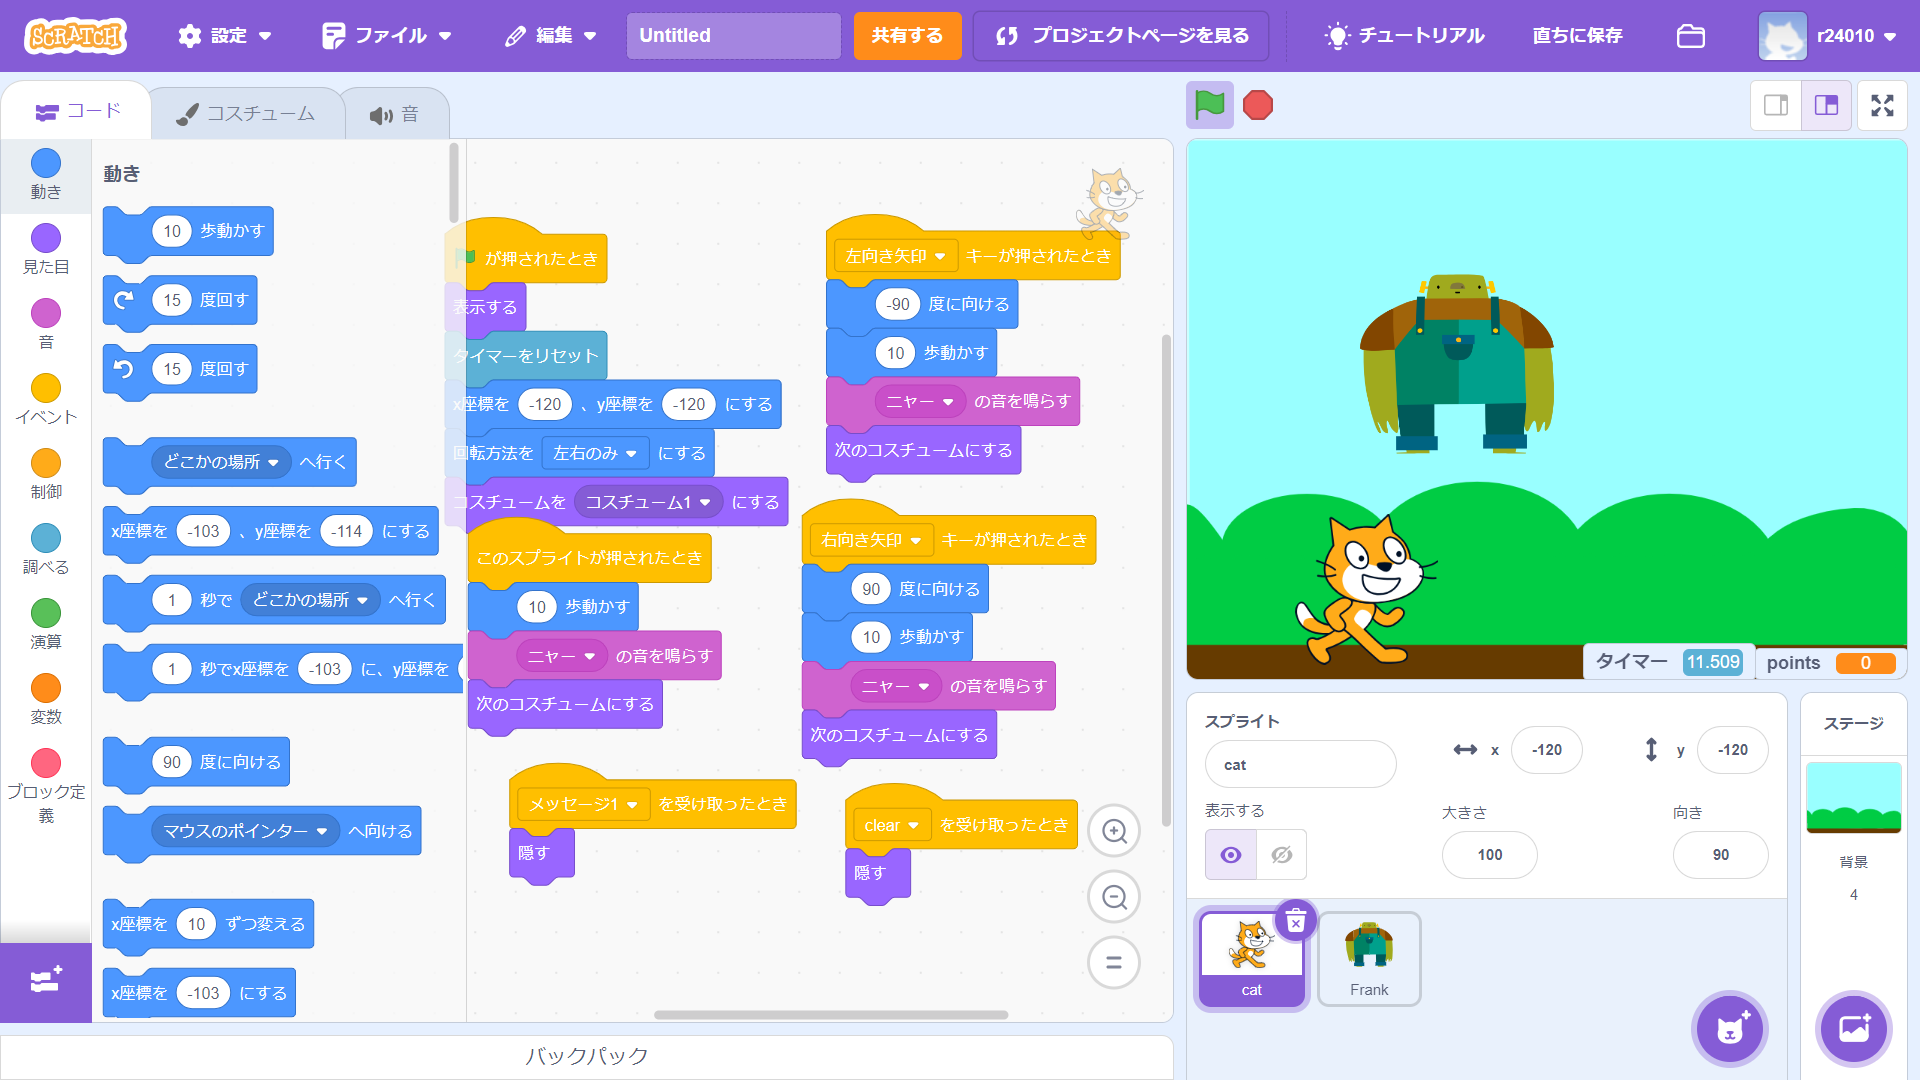 SCRATCH
設定
ファイル
編集
Untitled
共有する
プロジェクトページを見る
チュートリアル
直ちに保存
r24010
コード
コスチューム
音
動き
見た目
音
イベント
制御
調べる
演算
変数
ブロック定義
動き
10 歩動かす
15 度回す
15 度回す
どこかの場所 へ行く
x座標を -103 、y座標を -114 にする
1 秒で どこかの場所 へ行く
1 秒でx座標を -103 に、y座標を
90 度に向ける
マウスのポインター へ向ける
x座標を 10 ずつ変える
x座標を -103 にする
が押されたとき
表示する
タイマーをリセット
x座標を -120 、y座標を -120 にする
回転方法を 左右のみ にする
コスチュームを コスチューム1 にする
このスプライトが押されたとき
10 歩動かす
ニャー の音を鳴らす
次のコスチュームにする
メッセージ1 を受け取ったとき
隠す
左向き矢印 キーが押されたとき
-90 度に向ける
10 歩動かす
ニャー の音を鳴らす
次のコスチュームにする
右向き矢印 キーが押されたとき
90 度に向ける
10 歩動かす
ニャー の音を鳴らす
次のコスチュームにする
clear を受け取ったとき
隠す
バックパック
タイマー 11.509
points 0
スプライト
cat
x -120
y -120
表示する
大きさ
100
向き
90
cat
Frank
ステージ
背景
4